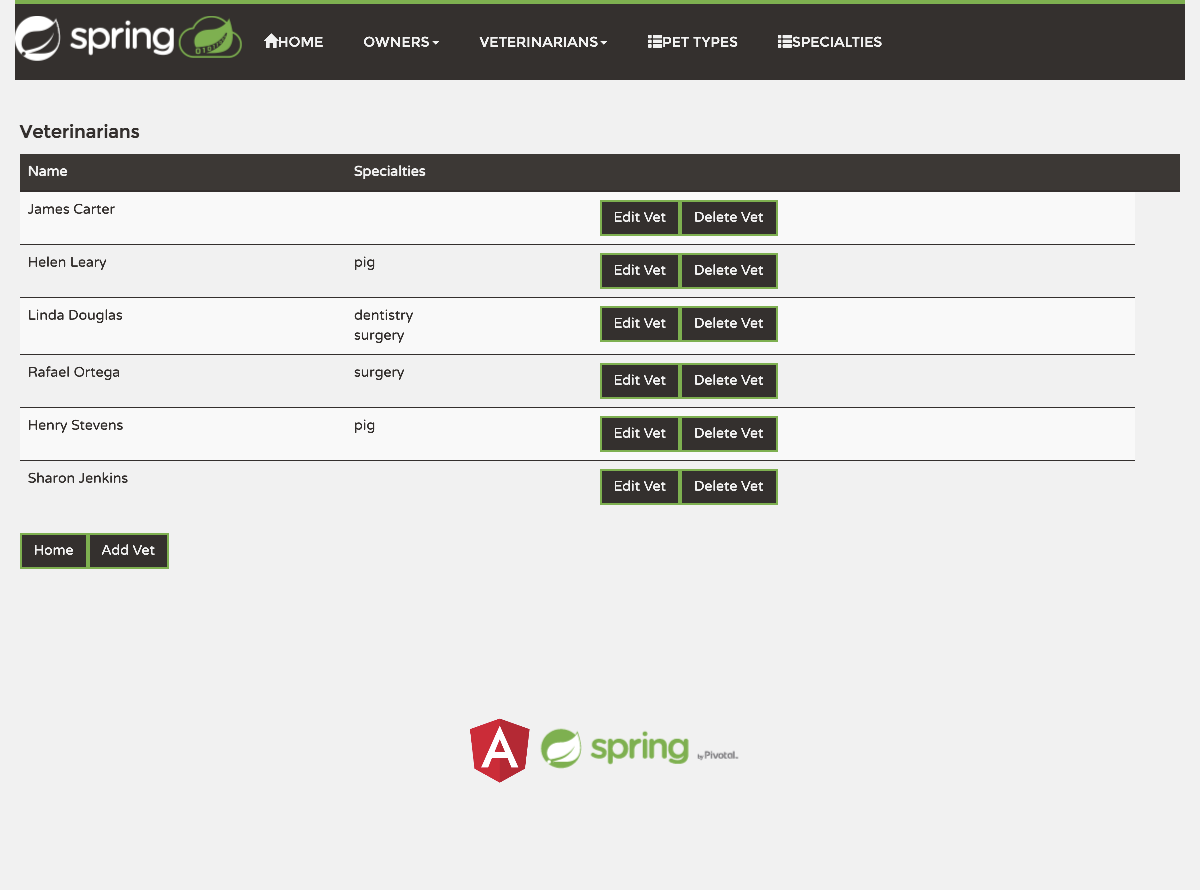 spring HOME OWNERS VETERINARIANS PET TYPES SPECIALTIES
Veterinarians
Name Specialties
James Carter Edit Vet Delete Vet
Helen Leary pig Edit Vet Delete Vet
Linda Douglas dentistry Edit Vet Delete Vet
surgery
Rafael Ortega surgery Edit Vet Delete Vet
Henry Stevens pig Edit Vet Delete Vet
Sharon Jenkins Edit Vet Delete Vet
Home Add Vet
A spring by Pivotal.